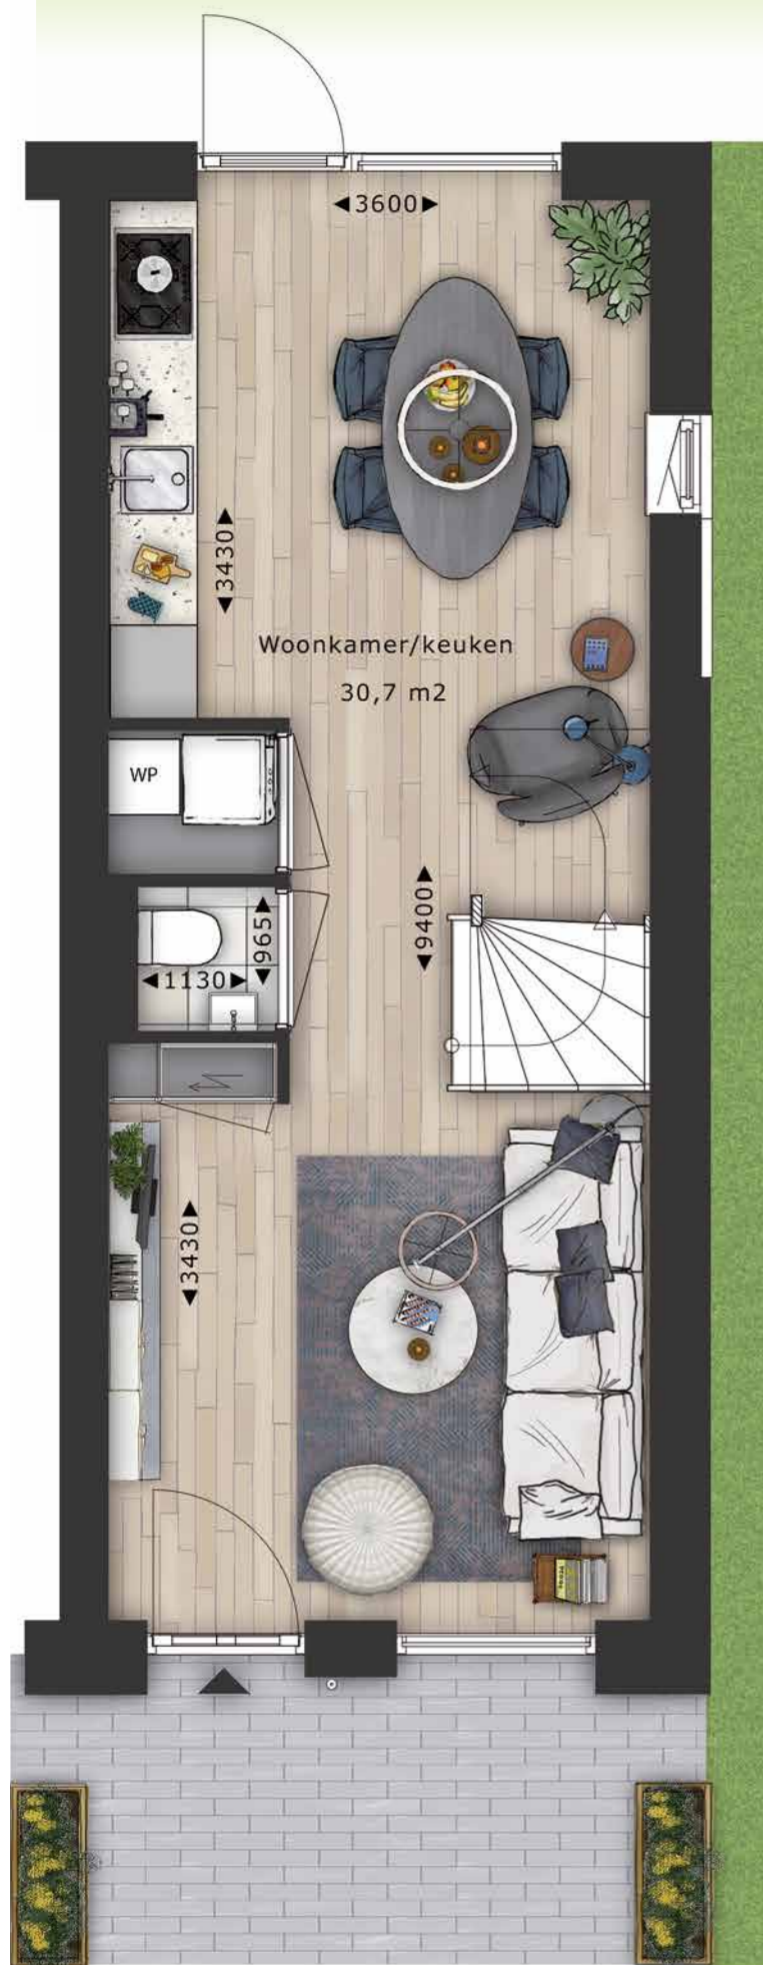 ◄3600►
◄3430►
Woonkamer/keuken
30,7 m2
WP
◄9400►
◄965►
◄1130►
◄3430►